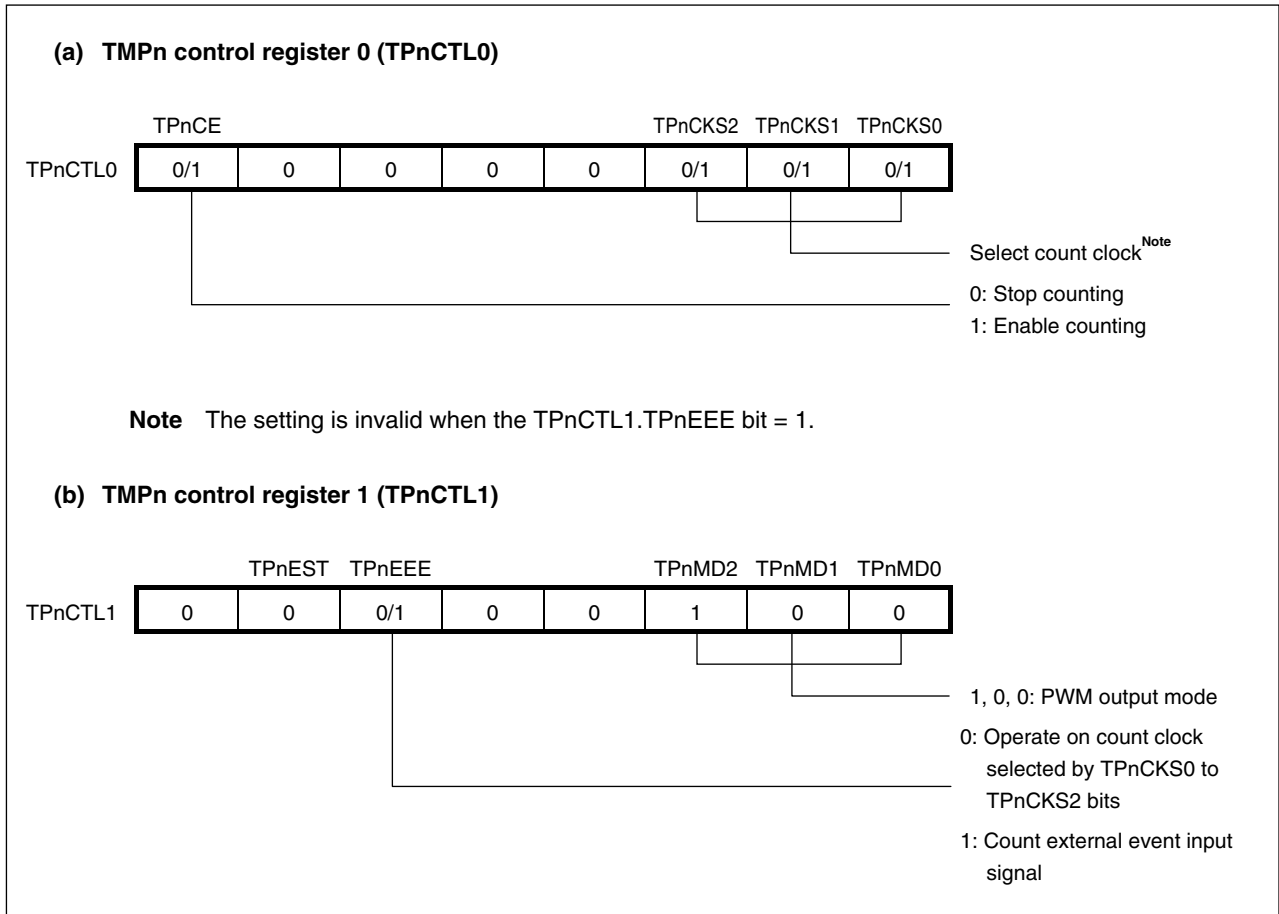 (a) TMPn control register 0 (TPnCTL0)
TPnCE TPnCKS2 TPnCKS1 TPnCKS0
TPnCTL0 0/1 0 0 0 0 0/1 0/1 0/1
Select count clockNote
0: Stop counting
1: Enable counting
Note The setting is invalid when the TPnCTL1.TPnEEE bit = 1.
(b) TMPn control register 1 (TPnCTL1)
TPnEST TPnEEE TPnMD2 TPnMD1 TPnMD0
TPnCTL1 0 0 0/1 0 0 1 0 0
1, 0, 0: PWM output mode
0: Operate on count clock
selected by TPnCKS0 to
TPnCKS2 bits
1: Count external event input
signal